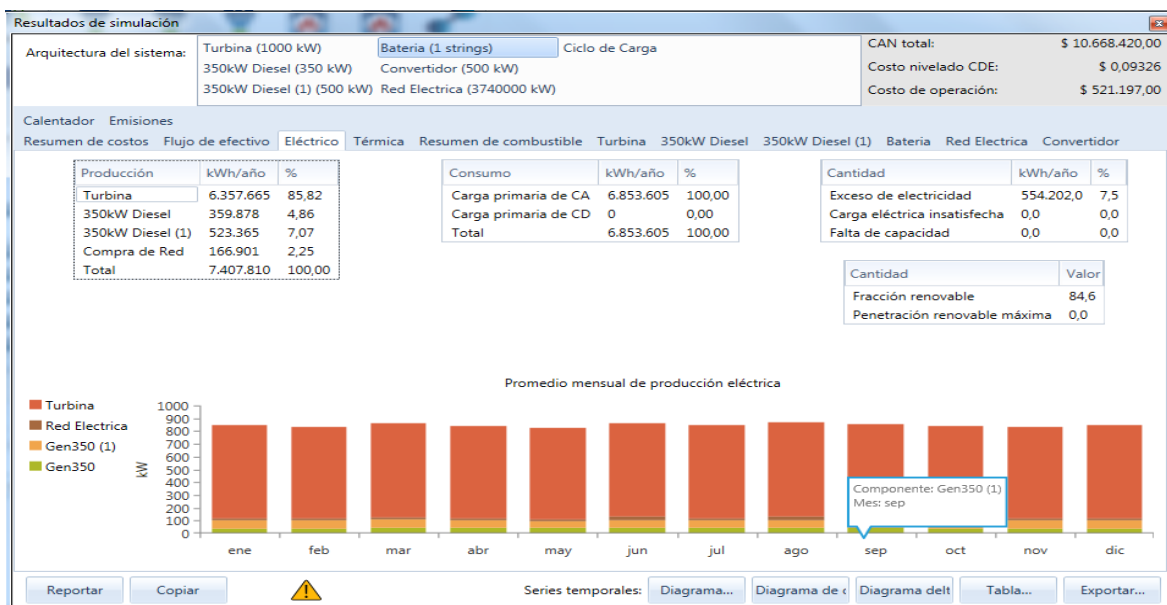 Resultados de simulación
Arquitectura del sistema:
Turbina (1000 kW) Bateria (1 strings) Ciclo de Carga
350kW Diesel (350 kW) Convertidor (500 kW)
350kW Diesel (1) (500 kW) Red Electrica (3740000 kW)
CAN total: $ 10.668.420,00
Costo nivelado CDE: $ 0,09326
Costo de operación: $ 521.197,00
Calentador Emisiones
Resumen de costos Flujo de efectivo Eléctrico Térmica Resumen de combustible Turbina 350kW Diesel 350kW Diesel (1) Bateria Red Electrica Convertidor
Producción kWh/año %
Turbina 6.357.665 85,82
350kW Diesel 359.878 4,86
350kW Diesel (1) 523.365 7,07
Compra de Red 166.901 2,25
Total 7.407.810 100,00
Consumo kWh/año %
Carga primaria de CA 6.853.605 100,00
Carga primaria de CD 0 0,00
Total 6.853.605 100,00
Cantidad kWh/año %
Exceso de electricidad 554.202,0 7,5
Carga eléctrica insatisfecha 0,0 0,0
Falta de capacidad 0,0 0,0
Cantidad Valor
Fracción renovable 84,6
Penetración renovable máxima 0,0
Promedio mensual de producción eléctrica
Turbina
Red Electrica
Gen350 (1)
Gen350
kW
1000
900
800
700
600
500
400
300
200
100
0
Componente: Gen350 (1)
Mes: sep
ene feb mar abr may jun jul ago sep oct nov dic
Reportar Copiar Series temporales: Diagrama... Diagrama de c Diagrama delt Tabla... Exportar...